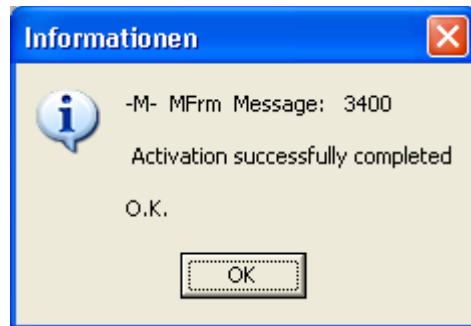 Informationen
-M- MFrm Message: 3400
Activation successfully completed
O.K.
OK